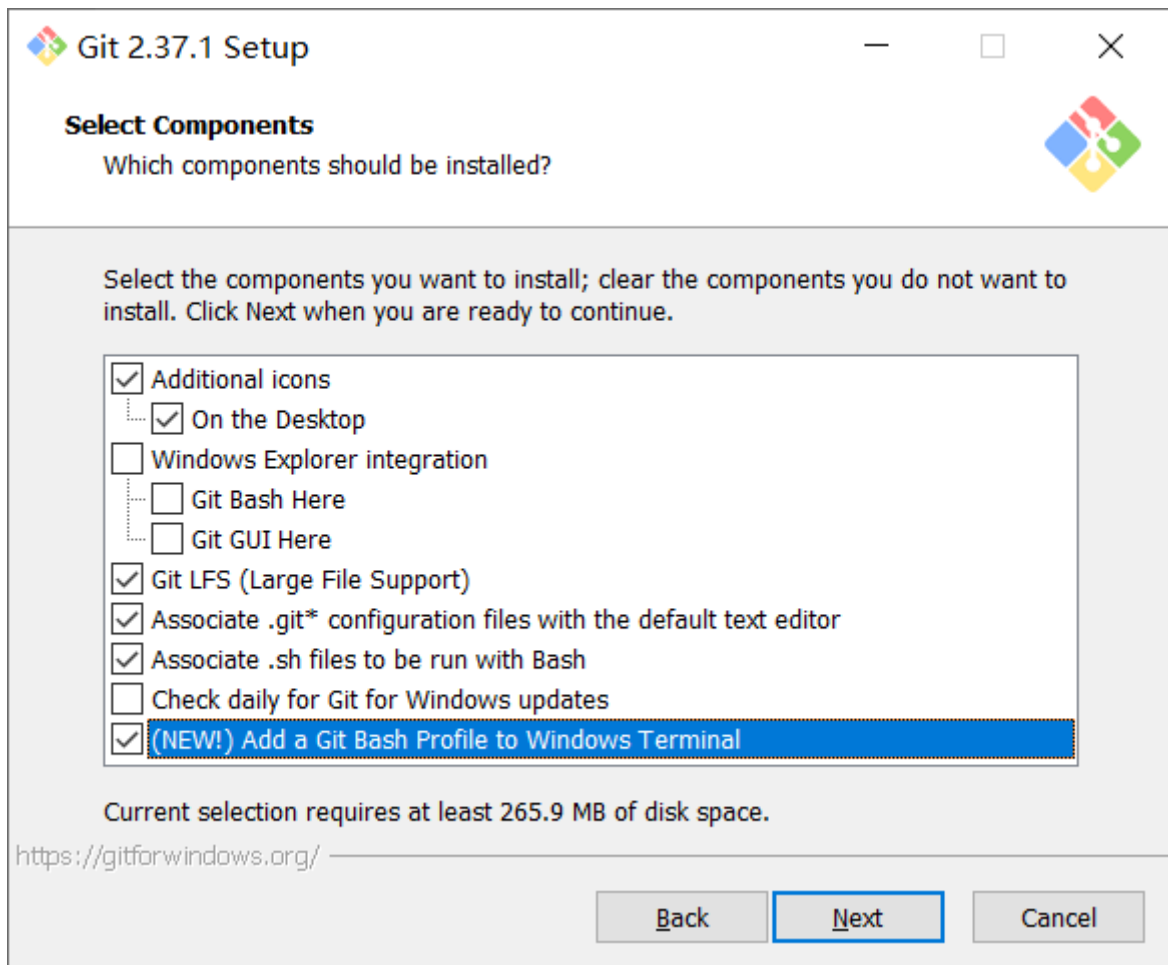 Git 2.37.1 Setup
Select Components
Which components should be installed?
Select the components you want to install; clear the components you do not want to
install. Click Next when you are ready to continue.
Additional icons
On the Desktop
Windows Explorer integration
Git Bash Here
Git GUI Here
Git LFS (Large File Support)
Associate .git* configuration files with the default text editor
Associate .sh files to be run with Bash
Check daily for Git for Windows updates
(NEW!) Add a Git Bash Profile to Windows Terminal
Current selection requires at least 265.9 MB of disk space.
https://gitforwindows.org/
Back Next Cancel